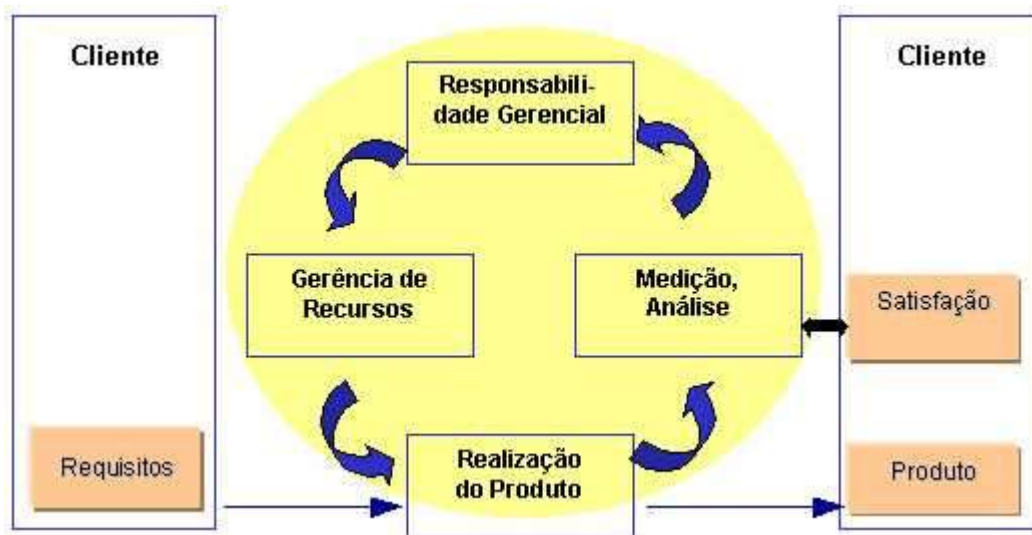 Cliente
Responsabili-
dade Gerencial
Cliente
Gerência de
Recursos
Medição,
Análise
Satisfação
Requisitos
Realização
do Produto
Produto